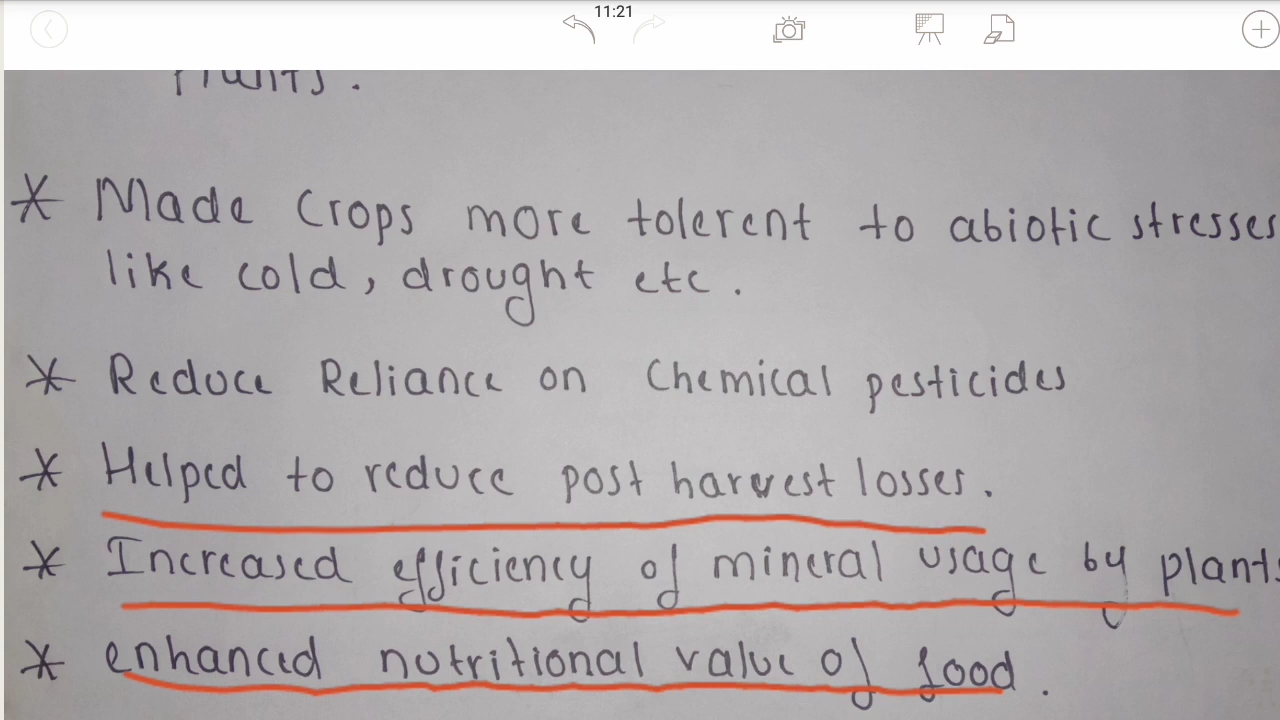 11:21
plants.
* Made Crops more tolerent to abiotic stresses
like cold, drought etc.
* Reduce Reliance on Chemical pesticides
* Helped to reduce post harvest losses.
* Increased efficiency of mineral usage by plants
* enhanced nutritional value of food.